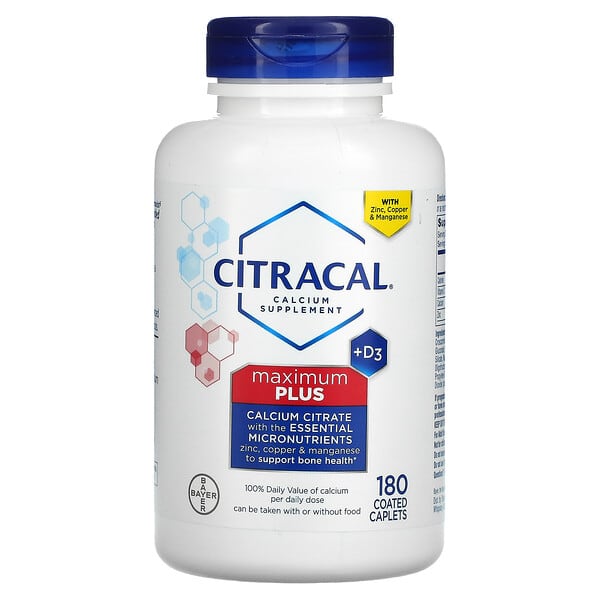 WITH
Zinc, Copper
& Manganese
CITRACAL®
CALCIUM
SUPPLEMENT
+D3
maximum
PLUS
CALCIUM CITRATE
with the ESSENTIAL
MICRONUTRIENTS
zinc, copper & manganese
to support bone health*
100% Daily Value of calcium
per daily dose
can be taken with or without food
BAYER
BAYER
180
COATED
CAPLETS